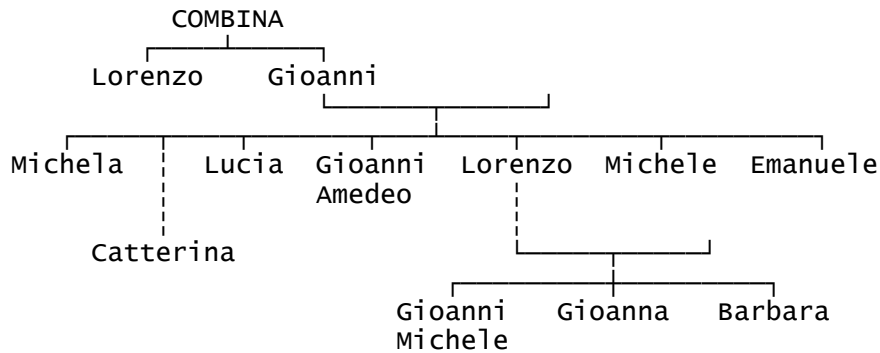 COMBINA
Lorenzo Gioanni
Michela Lucia Gioanni Lorenzo Michele Emanuele
Amedeo
Catterina
Gioanni Gioanna Barbara
Michele